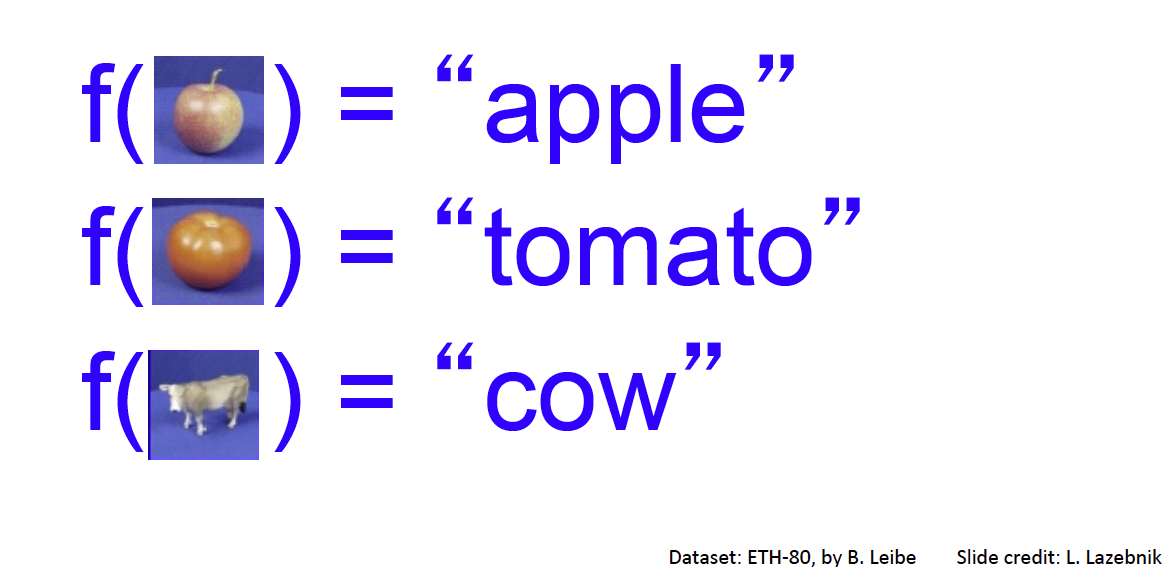 f( ) = “apple”
f( ) = “tomato”
f( ) = “cow”
Dataset: ETH-80, by B. Leibe Slide credit: L. Lazebnik